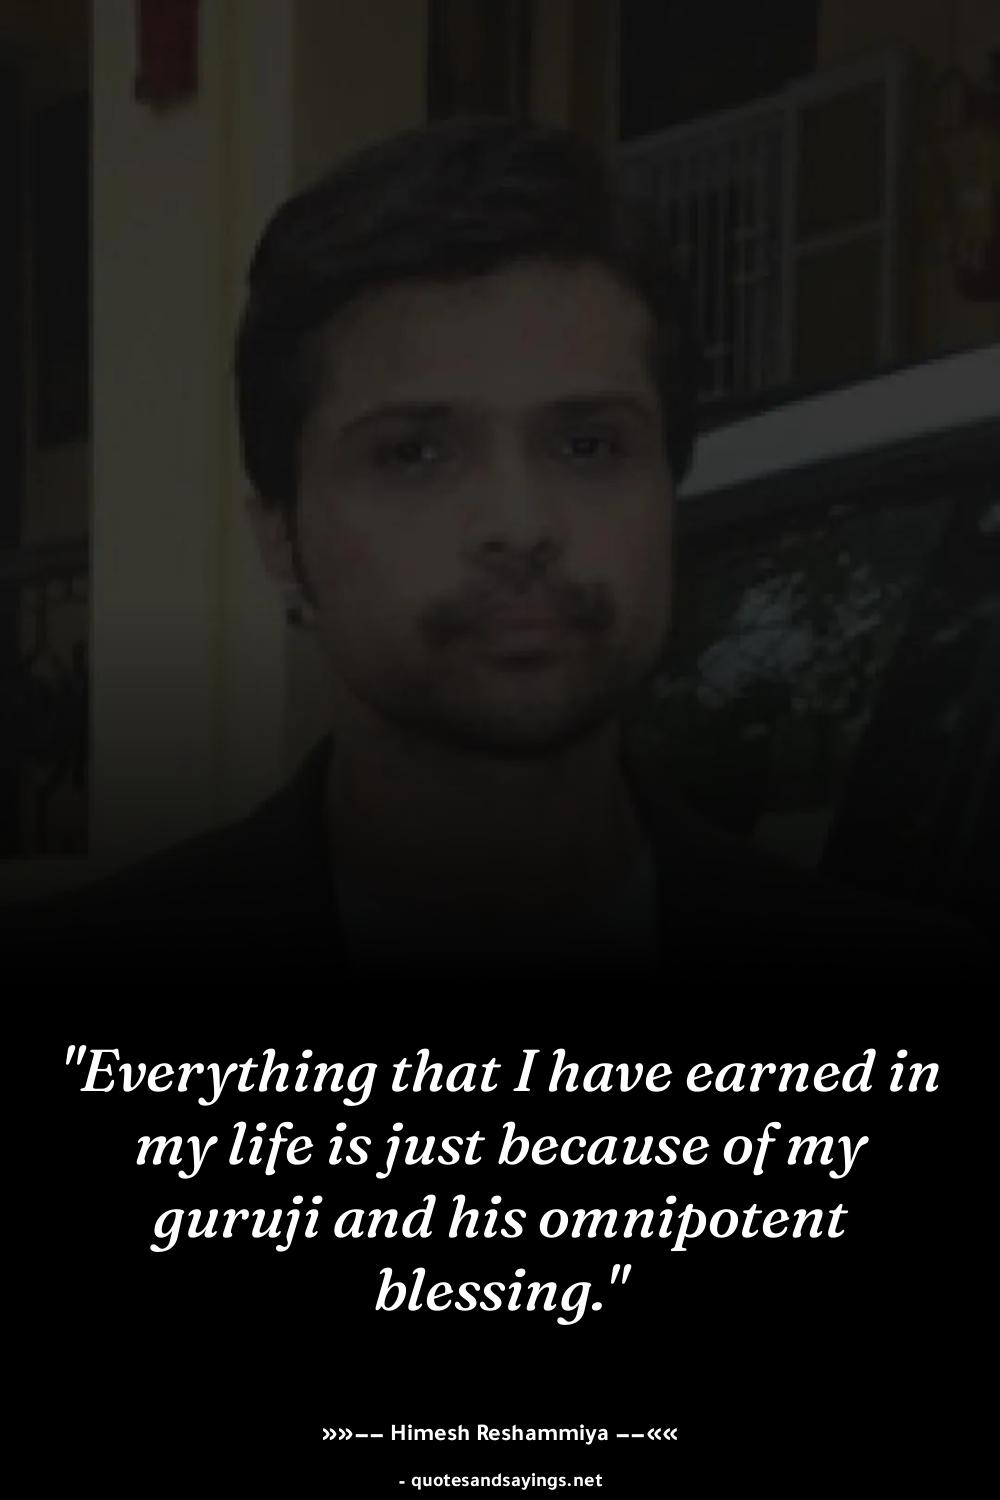 "Everything that I have earned in
my life is just because of my
guruji and his omnipotent
blessing."
»»−− Himesh Reshammiya −−««
- quotesandsayings.net